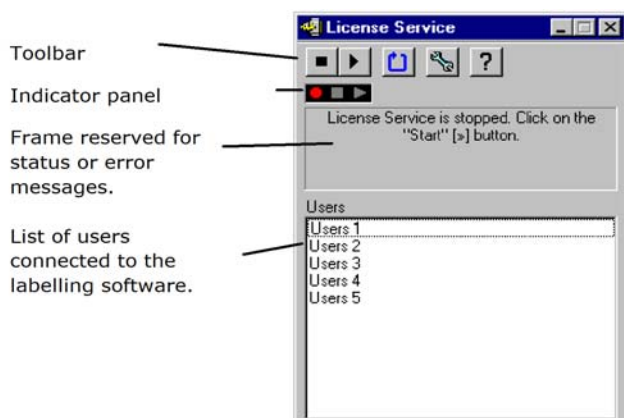 Toolbar
Indicator panel
Frame reserved for
status or error
messages.
List of users
connected to the
labelling software.
License Service
?
License Service is stopped. Click on the
"Start" [»] button.
Users
Users 1
Users 2
Users 3
Users 4
Users 5